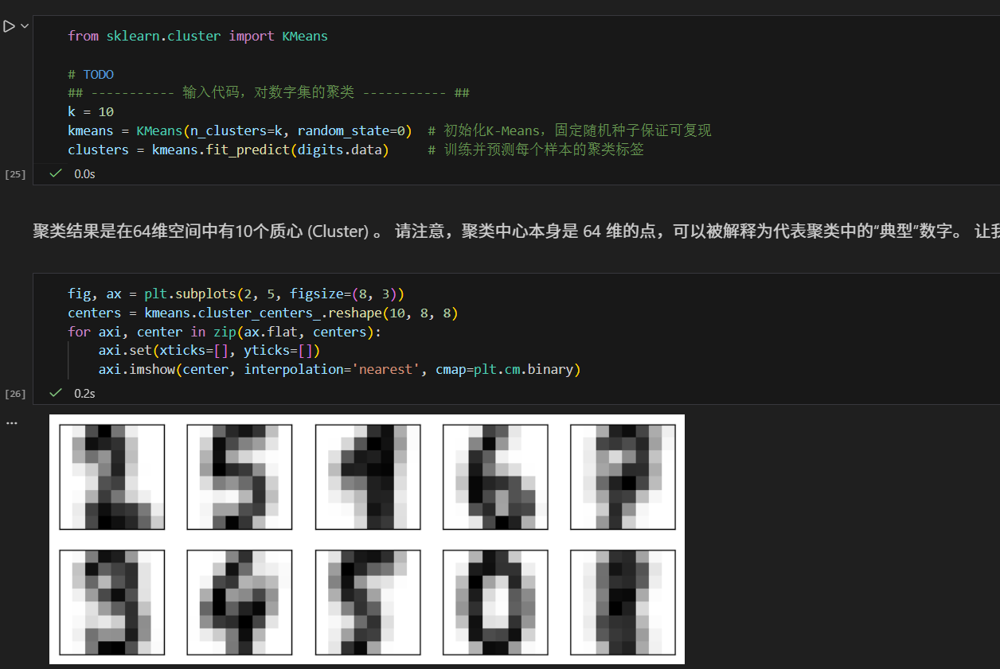 from sklearn.cluster import KMeans
# TODO
## ----------- 输入代码，对数字集的聚类 ----------- ##
k = 10
kmeans = KMeans(n_clusters=k, random_state=0)  # 初始化K-Means，固定随机种子保证可复现
clusters = kmeans.fit_predict(digits.data)     # 训练并预测每个样本的聚类标签
[25] 0.0s
聚类结果是在64维空间中有10个质心 (Cluster) 。 请注意，聚类中心本身是 64 维的点，可以被解释为代表聚类中的“典型”数字。 让我
fig, ax = plt.subplots(2, 5, figsize=(8, 3))
centers = kmeans.cluster_centers_.reshape(10, 8, 8)
for axi, center in zip(ax.flat, centers):
    axi.set(xticks=[], yticks=[])
    axi.imshow(center, interpolation='nearest', cmap=plt.cm.binary)
[26] 0.2s